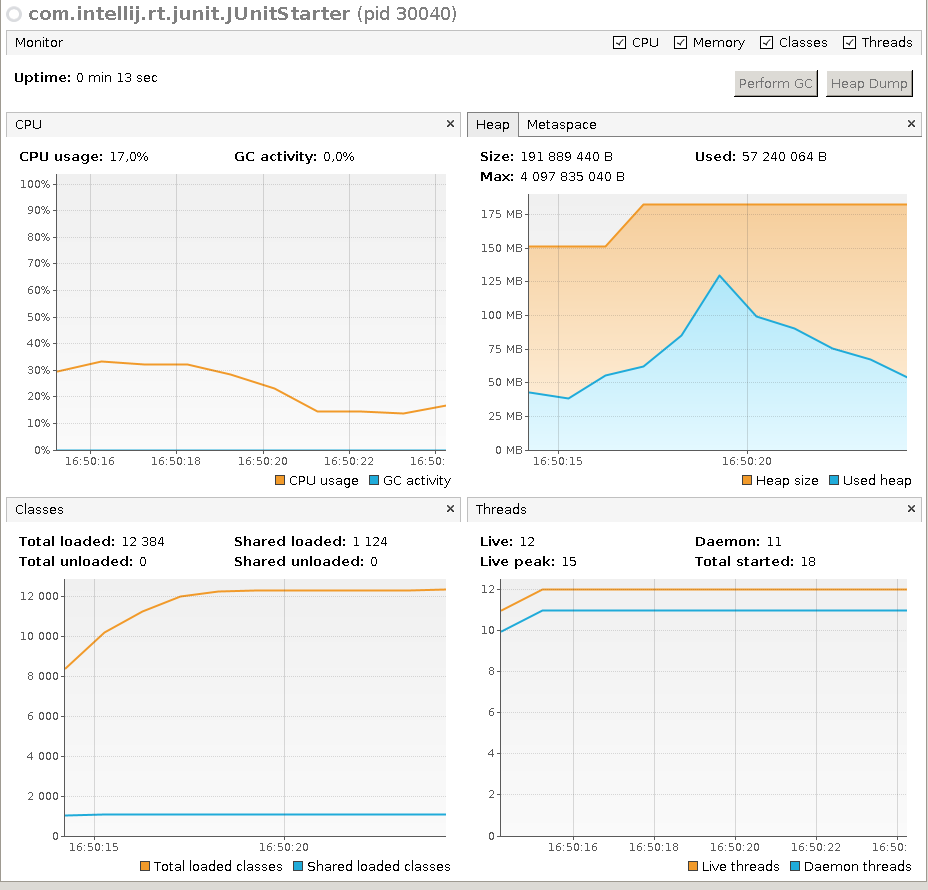 com.intellij.rt.junit.JUnitStarter (pid 30040)
Monitor
CPU Memory Classes Threads
Uptime: 0 min 13 sec
Perform GC Heap Dump
CPU
CPU usage: 17,0% GC activity: 0,0%
100%
90%
80%
70%
60%
50%
40%
30%
20%
10%
0%
16:50:16 16:50:18 16:50:20 16:50:22 16:50:
CPU usage GC activity
Heap Metaspace
Size: 191 889 440 B Used: 57 240 064 B
Max: 4 097 835 040 B
175 MB
150 MB
125 MB
100 MB
75 MB
50 MB
25 MB
0 MB
16:50:15 16:50:20
Heap size Used heap
Classes
Total loaded: 12 384 Shared loaded: 1 124
Total unloaded: 0 Shared unloaded: 0
12 000
10 000
8 000
6 000
4 000
2 000
0
16:50:15 16:50:20
Total loaded classes Shared loaded classes
Threads
Live: 12 Daemon: 11
Live peak: 15 Total started: 18
12
10
8
6
4
2
0
16:50:16 16:50:18 16:50:20 16:50:22 16:50:
Live threads Daemon threads